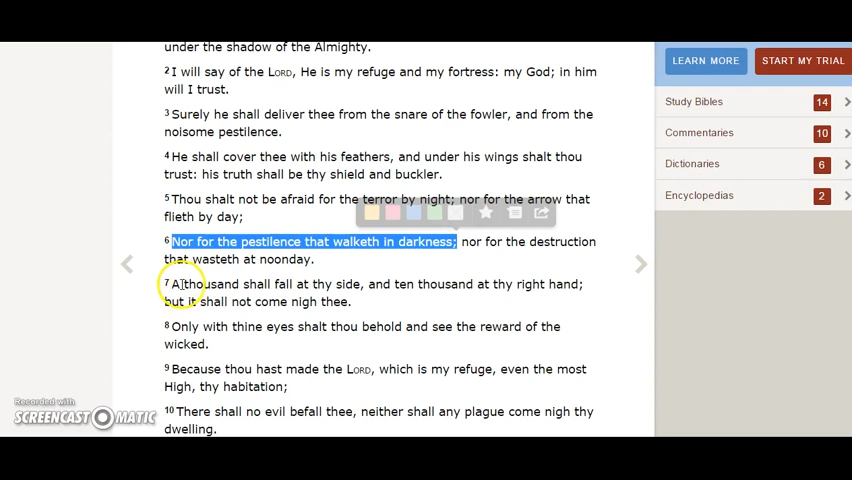 under the shadow of the Almighty.
2 I will say of the LORD, He is my refuge and my fortress: my God; in him
will I trust.
3 Surely he shall deliver thee from the snare of the fowler, and from the
noisome pestilence.
4 He shall cover thee with his feathers, and under his wings shalt thou
trust: his truth shall be thy shield and buckler.
5 Thou shalt not be afraid for the terror by night; nor for the arrow that
flieth by day;
6 Nor for the pestilence that walketh in darkness; nor for the destruction
that wasteth at noonday.
7 A thousand shall fall at thy side, and ten thousand at thy right hand;
but it shall not come nigh thee.
8 Only with thine eyes shalt thou behold and see the reward of the
wicked.
9 Because thou hast made the LORD, which is my refuge, even the most
High, thy habitation;
10 There shall no evil befall thee, neither shall any plague come nigh thy
dwelling.
LEARN MORE
START MY TRIAL
Study Bibles 14
Commentaries 10
Dictionaries 6
Encyclopedias 2
Recorded with
SCREENCAST MATIC